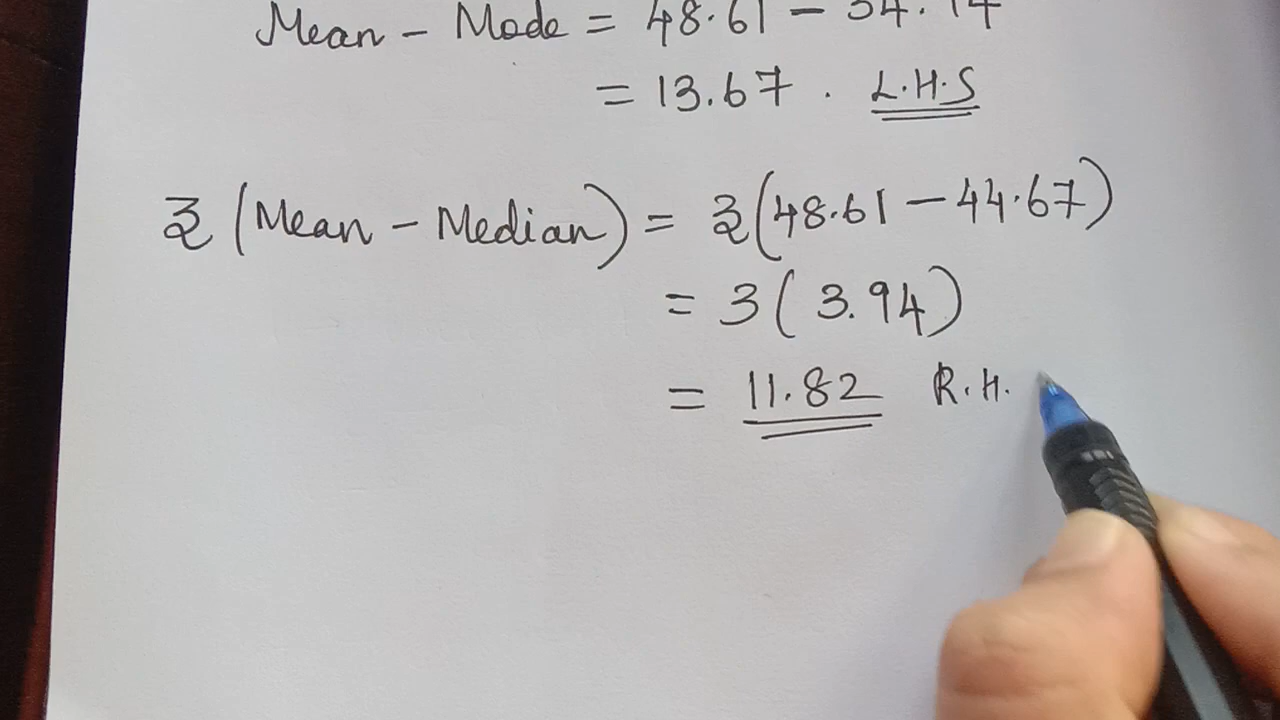 Mean - Mode = 48.61 - 34.94
= 13.67 . L.H.S
3 (Mean - Median) = 3(48.61 - 44.67)
= 3 ( 3.94)
= 11.82 R.H.